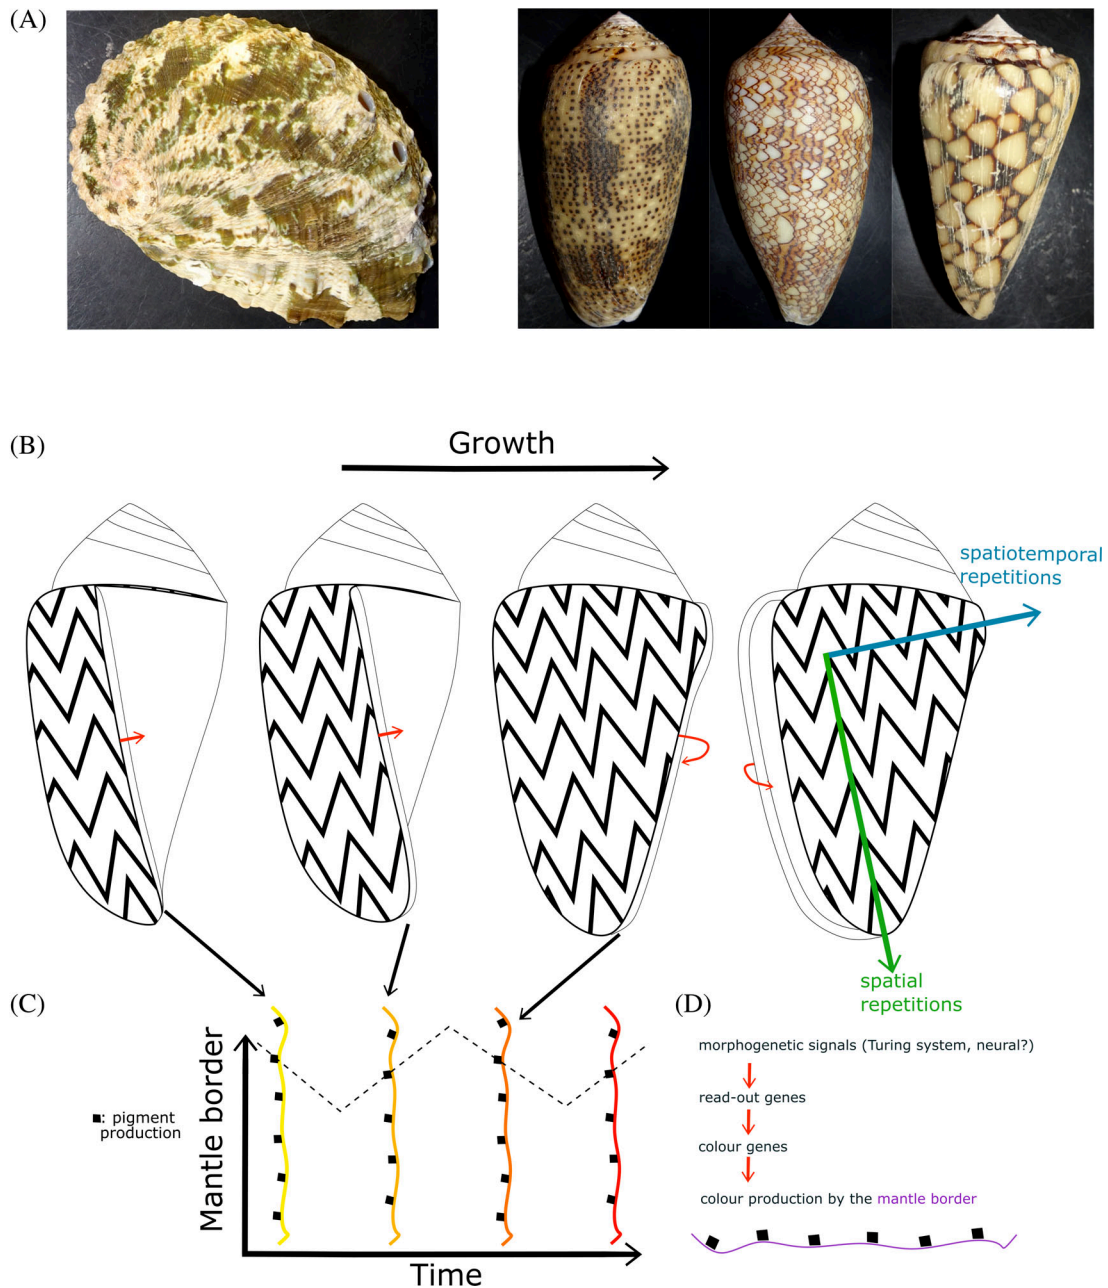 (A)
(B)
Growth
spatiotemporal
repetitions
spatial
repetitions
(C)
Mantle border
■: pigment
production
Time
(D)
morphogenetic signals (Turing system, neural?)
read-out genes
colour genes
colour production by the mantle border